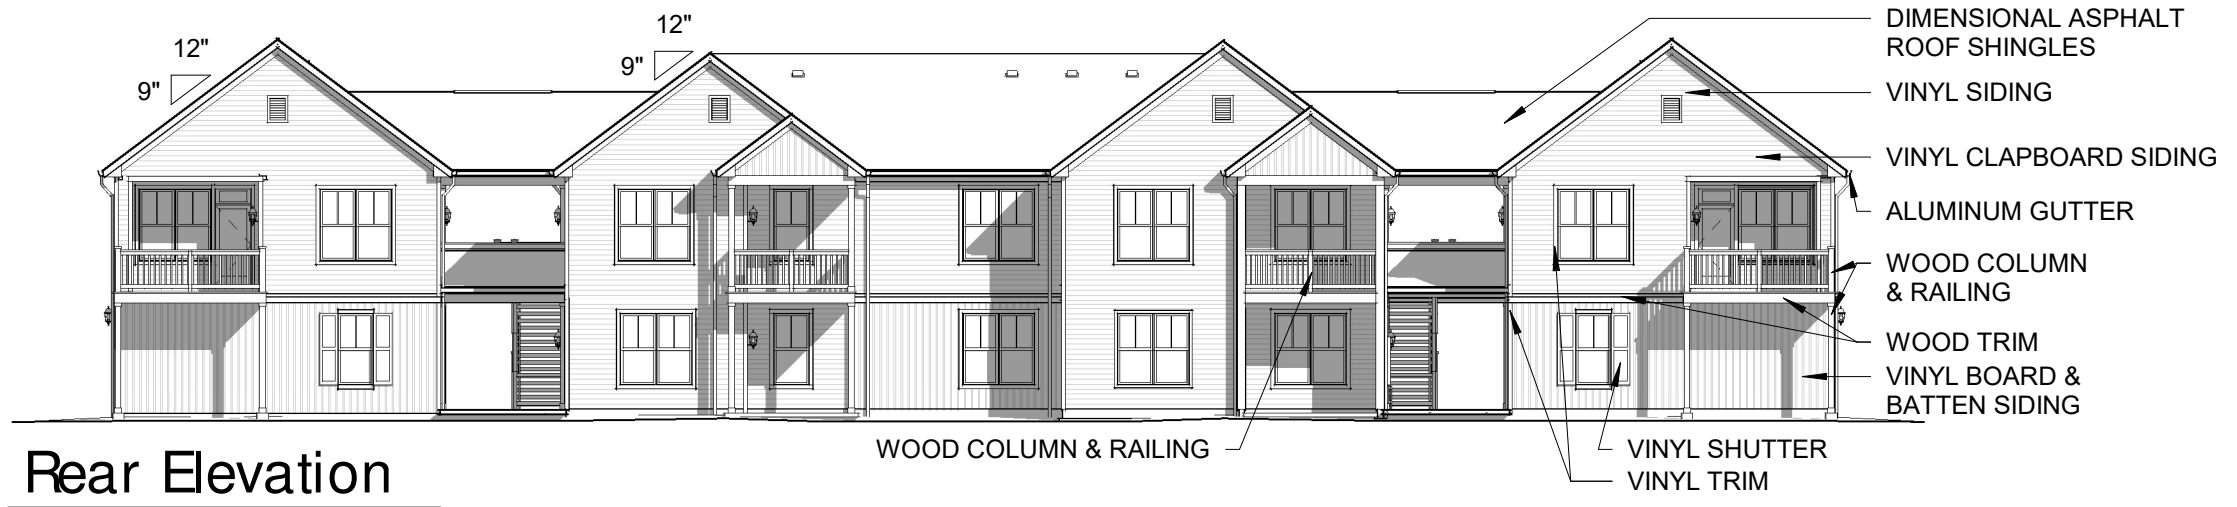 12"
9"
12"
9"
DIMENSIONAL ASPHALT
ROOF SHINGLES
VINYL SIDING
VINYL CLAPBOARD SIDING
ALUMINUM GUTTER
WOOD COLUMN
& RAILING
WOOD TRIM
VINYL BOARD &
BATTEN SIDING
WOOD COLUMN & RAILING
VINYL SHUTTER
VINYL TRIM
Rear Elevation